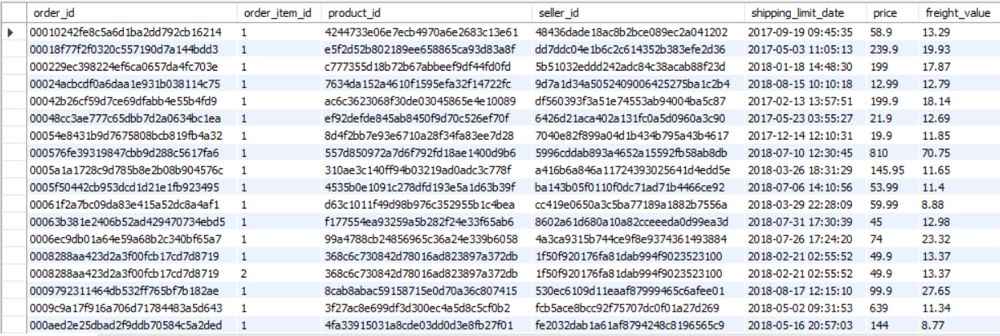 order_id order_item_id product_id seller_id shipping_limit_date price freight_value
00010242fe8c5a6d1ba2dd792cb16214 1 4244733e06e7ecb4970a6e2683c13e61 48436dade18ac8b2bce089ec2a041202 2017-09-19 09:45:35 58.9 13.29
00018f77f2f0320c557190d7a144bdd3 1 e5f2d52b802189ee658865ca93d83a8f dd7ddc04e1b6c2c614352b383efe2d36 2017-05-03 11:05:13 239.9 19.93
000229ec398224ef6ca0657da4fc703e 1 c777355d18b72b67abbeef9df44fd0fd 5b51032eddd242adc84c38acab88f23d 2018-01-18 14:48:30 199 17.87
00024acbcdf0a6daa1e931b038114c75 1 7634da152a4610f1595efa32f14722fc 9d7a1d34a5052409006425275ba1c2b4 2018-08-15 10:10:18 12.99 12.79
00042b26cf59d7ce69dfabb4e55b4fd9 1 ac6c3623068f30de03045865e4e10089 df560393f3a51e74553ab94004ba5c87 2017-02-13 13:57:51 199.9 18.14
00048cc3ae777c65dbb7d2a0634bc1ea 1 ef92defde845ab8450f9d70c526ef70f 6426d21aca402a131fc0a5d0960a3c90 2017-05-23 03:55:27 21.9 12.69
00054e8431b9d7675808bcb819fb4a32 1 8d4f2bb7e93e6710a28f34fa83ee7d28 7040e82f899a04d1b434b795a43b4617 2017-12-14 12:10:31 19.9 11.85
000576fe39319847cbb9d288c5617fa6 1 557d850972a7d6f792fd18ae1400d9b6 5996cddab893a4652a15592fb58ab8db 2018-07-10 12:30:45 810 70.75
0005a1a1728c9d785b8e2b08b904576c 1 310ae3c140ff94b03219ad0adc3c778f a416b6a846a11724393025641d4edd5e 2018-03-26 18:31:29 145.95 11.65
0005f50442cb953dcd1d21e1fb923495 1 4535b0e1091c278dfd193e5a1d63b39f ba143b05f0110f0dc71ad71b4466ce92 2018-07-06 14:10:56 53.99 11.4
00061f2a7bc09da83e415a52dc8a4af1 1 d63c1011f49d98b976c352955b1c4bea cc419e0650a3c5ba77189a1882b7556a 2018-03-29 22:28:09 59.99 8.88
00063b381e2406b52ad429470734ebd5 1 f177554ea93259a5b282f24e33f65ab6 8602a61d680a10a82cceeeda0d99ea3d 2018-07-31 17:30:39 45 12.98
0006ec9db01a64e59a68b2c340bf65a7 1 99a4788cb24856965c36a24e339b6058 4a3ca9315b744ce9f8e9374361493884 2018-07-26 17:24:20 74 23.32
0008288aa423d2a3f00fcb17cd7d8719 1 368c6c730842d78016ad823897a372db 1f50f920176fa81dab994f9023523100 2018-02-21 02:55:52 49.9 13.37
0008288aa423d2a3f00fcb17cd7d8719 2 368c6c730842d78016ad823897a372db 1f50f920176fa81dab994f9023523100 2018-02-21 02:55:52 49.9 13.37
0009792311464db532ff765bf7b182ae 1 8cab8abac59158715e0d70a36c807415 530ec6109d11eaaf87999465c6afee01 2018-08-17 12:15:10 99.9 27.65
0009c9a17f916a706d71784483a5d643 1 3f27ac8e699df3d300ec4a5d8c5cf0b2 fcb5ace8bcc92f75707dc0f01a27d269 2018-05-02 09:31:53 639 11.34
000aed2e25dbad2f9ddb70584c5a2ded 1 4fa33915031a8cde03dd0d3e8fb27f01 fe2032dab1a61af8794248c8196565c9 2018-05-16 20:57:03 144 8.77